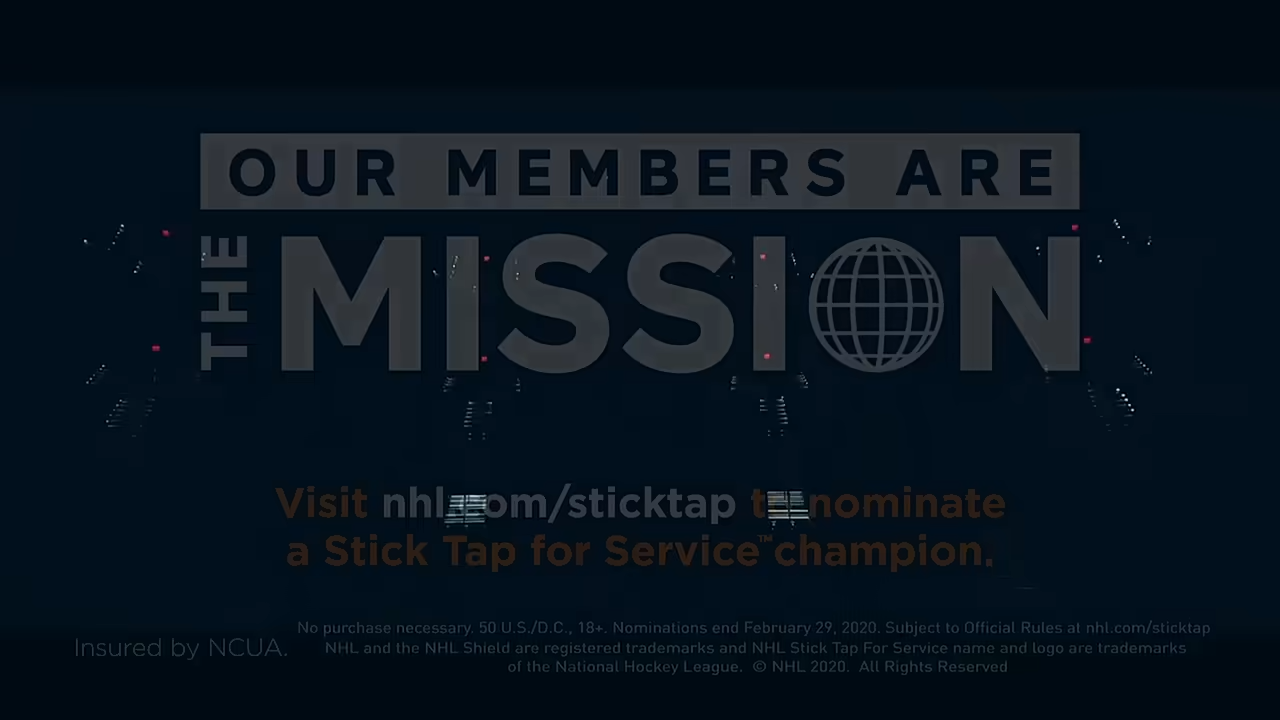 OUR MEMBERS ARE
THE MISSION
Visit nhl.com/sticktap to nominate
a Stick Tap for Service™ champion.
Insured by NCUA.
No purchase necessary. 50 U.S./D.C., 18+. Nominations end February 29, 2020. Subject to Official Rules at nhl.com/sticktap
NHL and the NHL Shield are registered trademarks and NHL Stick Tap For Service name and logo are trademarks
of the National Hockey League. © NHL 2020. All Rights Reserved